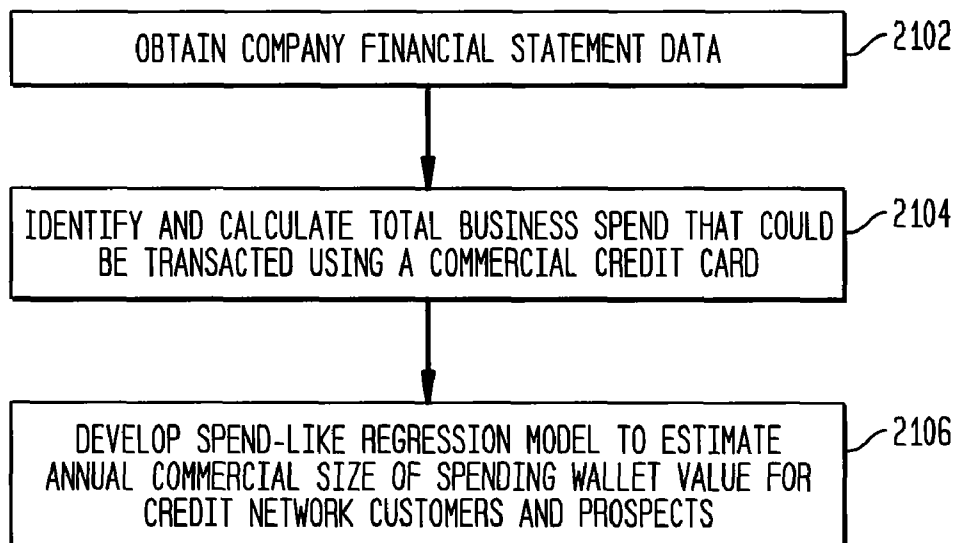 OBTAIN COMPANY FINANCIAL STATEMENT DATA
2102
IDENTIFY AND CALCULATE TOTAL BUSINESS SPEND THAT COULD
BE TRANSACTED USING A COMMERCIAL CREDIT CARD
2104
DEVELOP SPEND-LIKE REGRESSION MODEL TO ESTIMATE
ANNUAL COMMERCIAL SIZE OF SPENDING WALLET VALUE FOR
CREDIT NETWORK CUSTOMERS AND PROSPECTS
2106